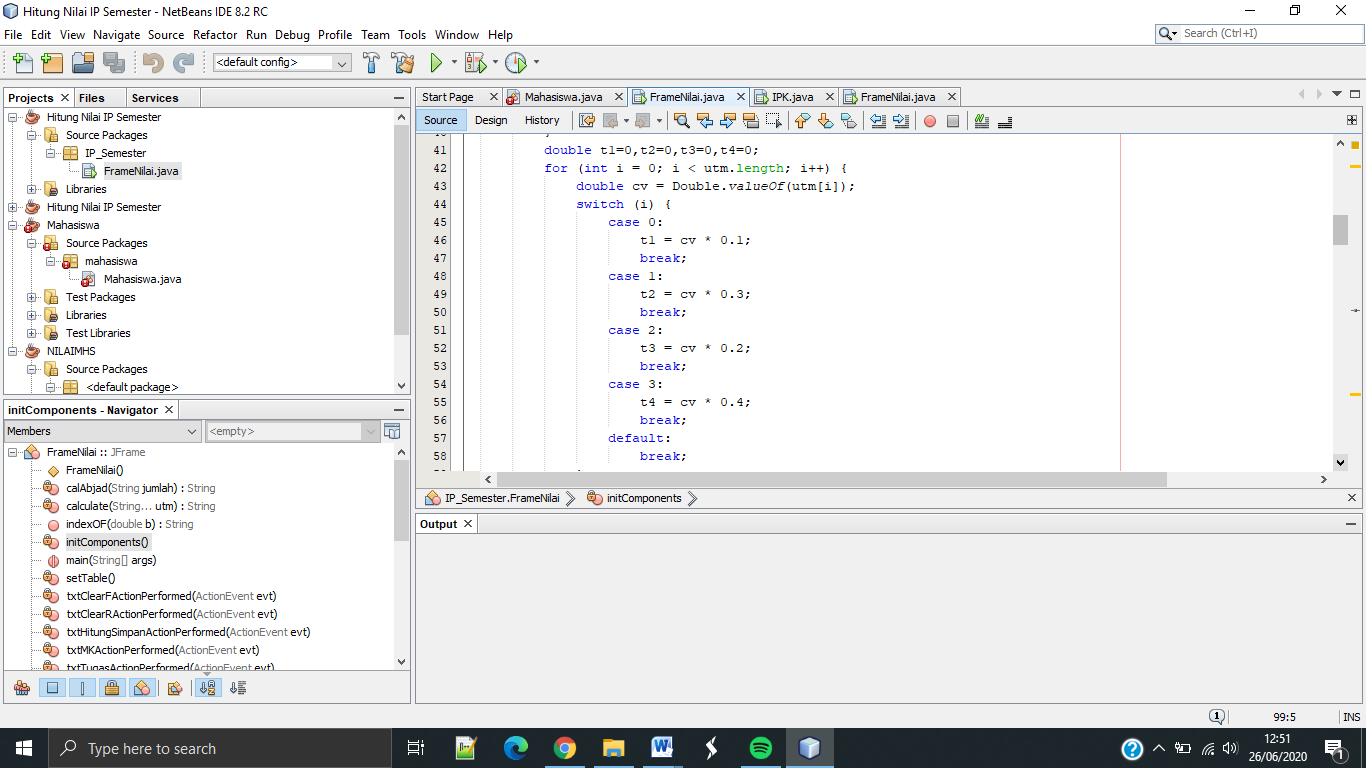 Hitung Nilai IP Semester - NetBeans IDE 8.2 RC
File Edit View Navigate Source Refactor Run Debug Profile Team Tools Window Help
Search (Ctrl+I)
<default config>
Projects Files Services
Hitung Nilai IP Semester
Source Packages
IP_Semester
FrameNilai.java
Libraries
Hitung Nilai IP Semester
Mahasiswa
Source Packages
mahasiswa
Mahasiswa.java
Test Packages
Libraries
Test Libraries
NILAIMHS
Source Packages
<default package>
initComponents - Navigator
Members <empty>
FrameNilai :: JFrame
FrameNilai()
calAbjad(String jumlah) : String
calculate(String... utm) : String
indexOF(double b) : String
initComponents()
main(String[] args)
setTable()
txtClearFActionPerformed(ActionEvent evt)
txtClearRActionPerformed(ActionEvent evt)
txtHitungSimpanActionPerformed(ActionEvent evt)
txtMKActionPerformed(ActionEvent evt)
txtTugasActionPerformed(ActionEvent evt)
Start Page Mahasiswa.java FrameNilai.java IPK.java FrameNilai.java
Source Design History
41 double t1=0,t2=0,t3=0,t4=0;
42 for (int i = 0; i < utm.length; i++) {
43 double cv = Double.valueOf(utm[i]);
44 switch (i) {
45 case 0:
46 t1 = cv * 0.1;
47 break;
48 case 1:
49 t2 = cv * 0.3;
50 break;
51 case 2:
52 t3 = cv * 0.2;
53 break;
54 case 3:
55 t4 = cv * 0.4;
56 break;
57 default:
58 break;
IP_Semester.FrameNilai initComponents
Output
1 99:5 INS
Type here to search
12:51
26/06/2020
1